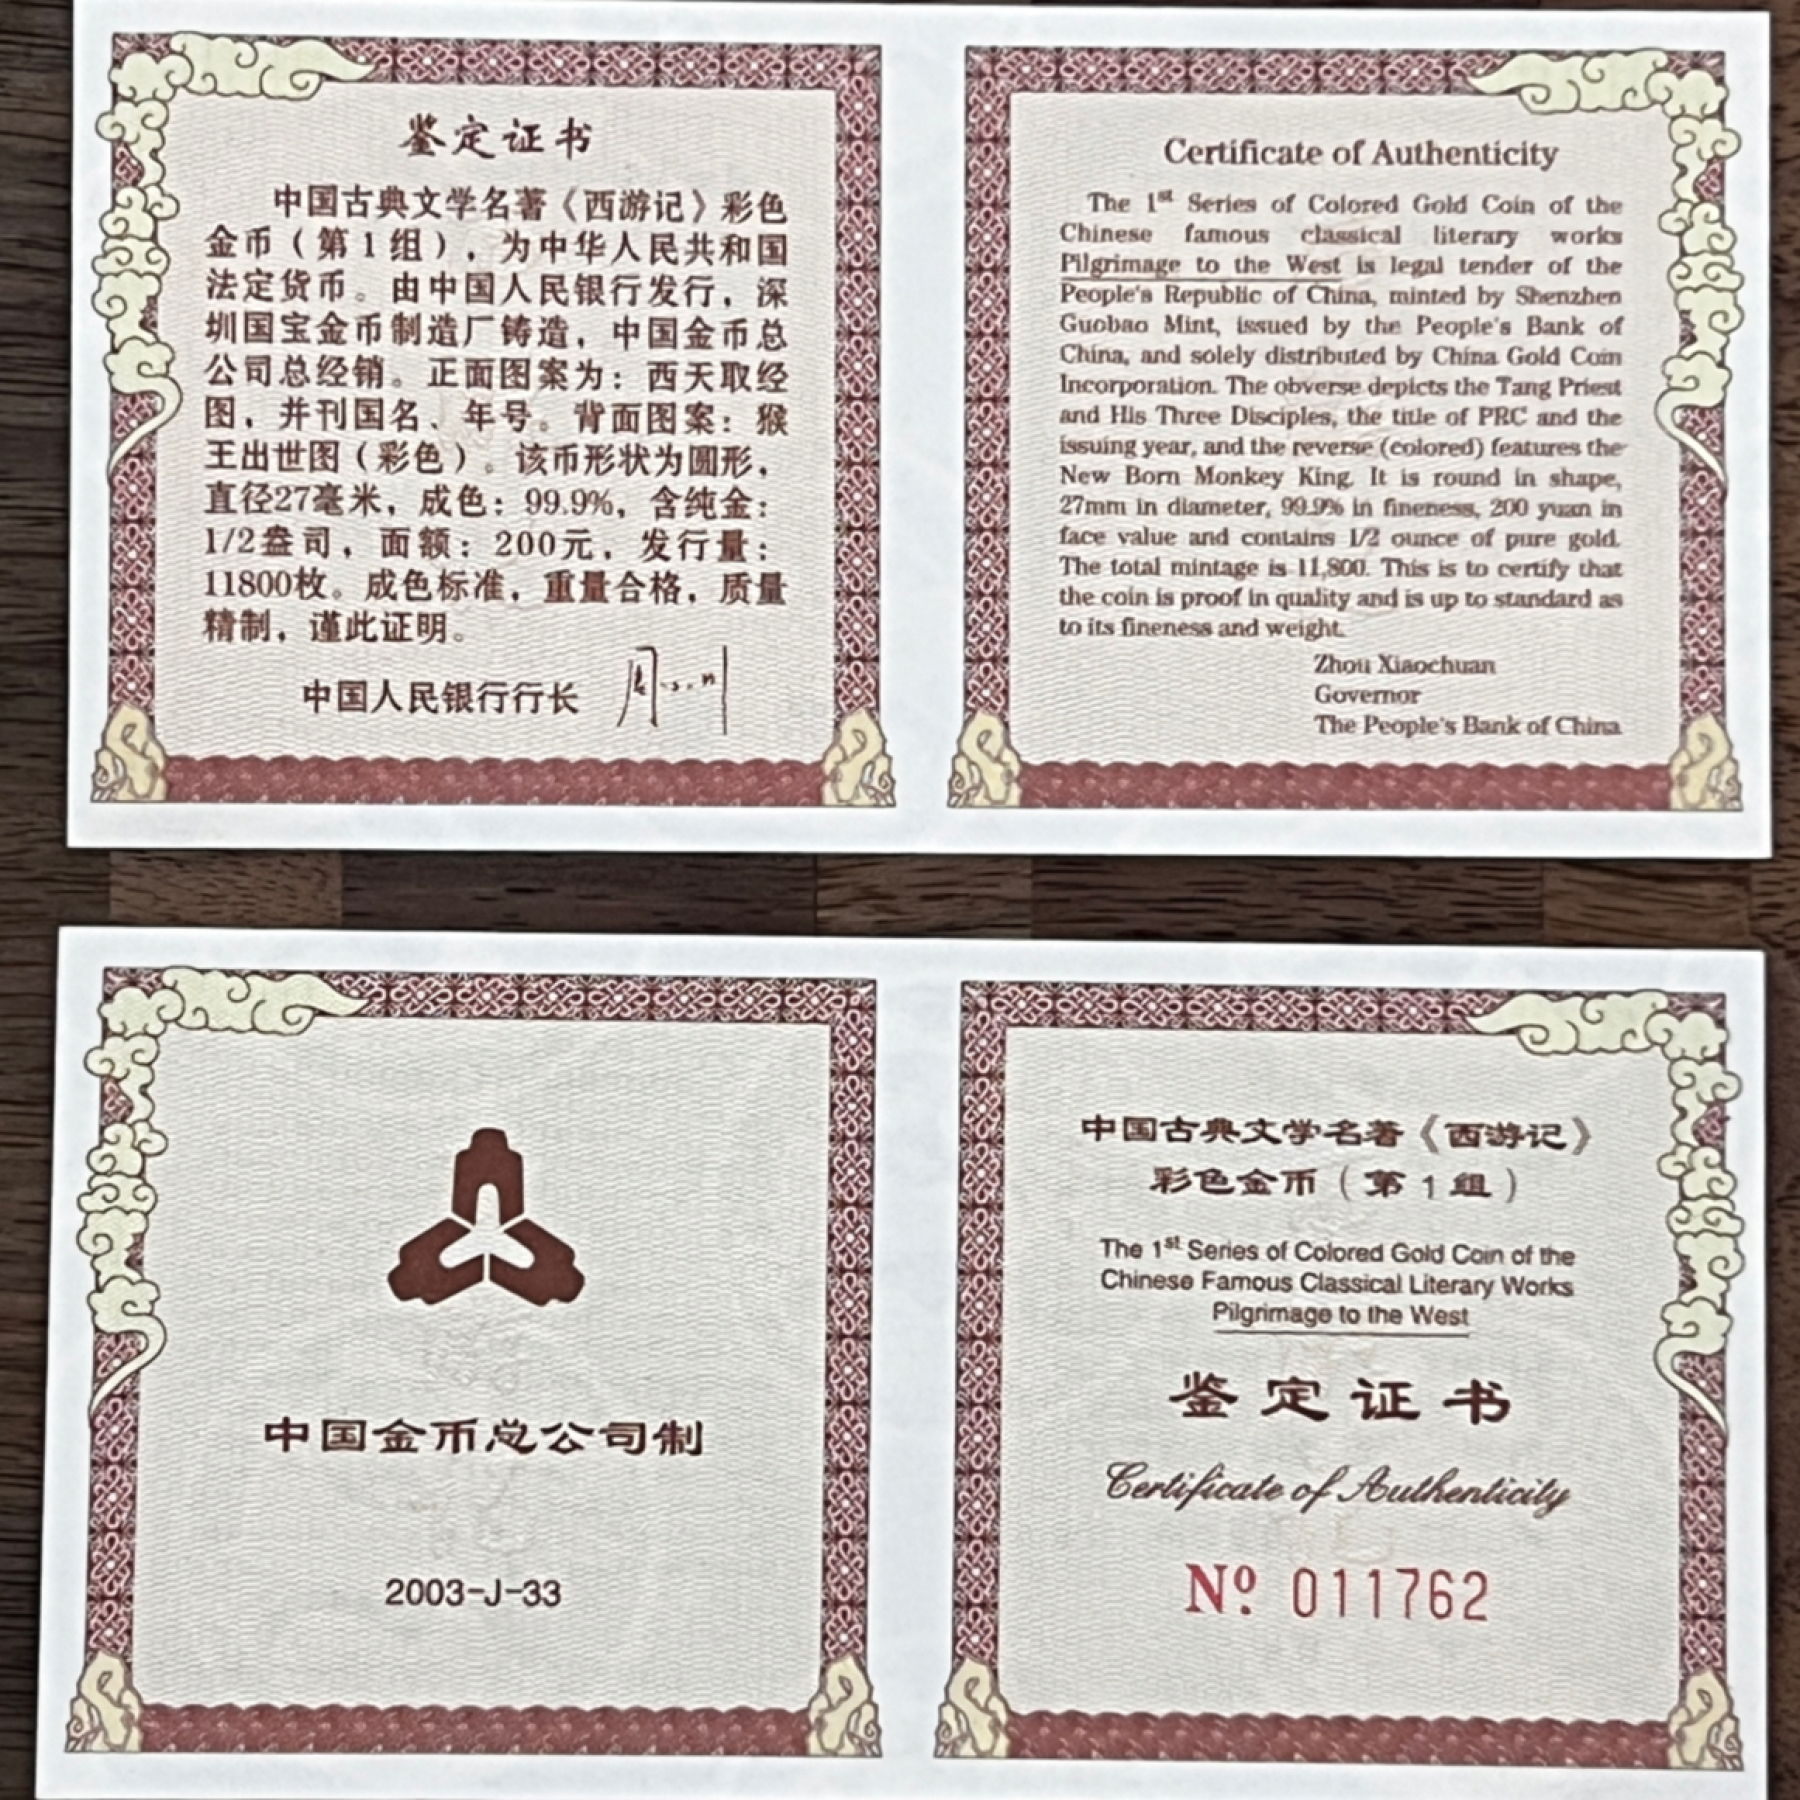 鉴定证书
中国古典文学名著《西游记》彩色
金币（第1组），为中华人民共和国
法定货币。由中国人民银行发行，深
圳国宝金币制造厂铸造，中国金币总
公司总经销。正面图案为：西天取经
图，并刊国名、年号。背面图案：猴
王出世图（彩色）。该币形状为圆形，
直径27毫米，成色：99.9%，含纯金：
1/2盎司，面额：200元，发行量：
11800枚。成色标准，重量合格，质量
精制，谨此证明。
中国人民银行行长
Certificate of Authenticity
The 1st Series of Colored Gold Coin of the
Chinese famous classical literary works
Pilgrimage to the West is legal tender of the
People's Republic of China, minted by Shenzhen
Guobao Mint, issued by the People's Bank of
China, and solely distributed by China Gold Coin
Incorporation. The obverse depicts the Tang Priest
and His Three Disciples, the title of PRC and the
issuing year, and the reverse (colored) features the
New Born Monkey King. It is round in shape,
27mm in diameter, 99.9% in fineness, 200 yuan in
face value and contains 1/2 ounce of pure gold.
The total mintage is 11,800. This is to certify that
the coin is proof in quality and is up to standard as
to its fineness and weight.
Zhou Xiaochuan
Governor
The People's Bank of China
中国金币总公司制
2003-J-33
中国古典文学名著《西游记》
彩色金币（第1组）
The 1st Series of Colored Gold Coin of the
Chinese Famous Classical Literary Works
Pilgrimage to the West
鉴定证书
Certificate of Authenticity
Nº 011762